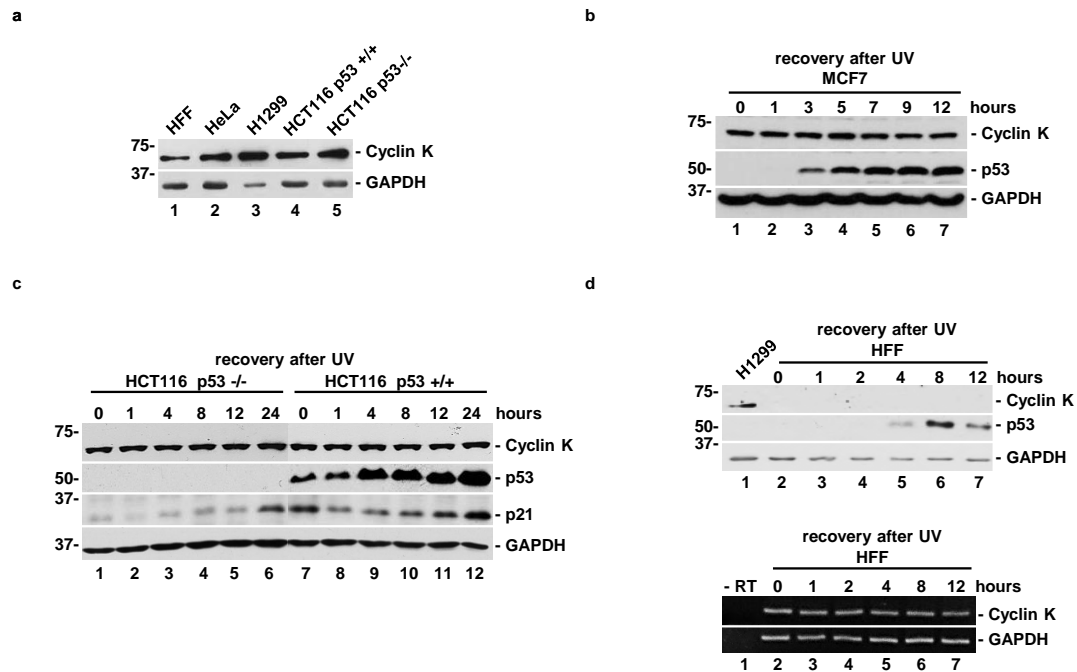 a
HFF HeLa H1299 HCT116 p53 +/+ HCT116 p53-/-
75-
- Cyclin K
37-
- GAPDH
1 2 3 4 5
b
recovery after UV
MCF7
0 1 3 5 7 9 12 hours
75-
- Cyclin K
50-
- p53
37-
- GAPDH
1 2 3 4 5 6 7
c
recovery after UV
HCT116 p53 -/- HCT116 p53 +/+
0 1 4 8 12 24 0 1 4 8 12 24 hours
75-
- Cyclin K
50-
- p53
37-
- p21
37-
- GAPDH
1 2 3 4 5 6 7 8 9 10 11 12
d
recovery after UV
HFF
H1299 0 1 2 4 8 12 hours
75-
- Cyclin K
50-
- p53
37-
- GAPDH
1 2 3 4 5 6 7
recovery after UV
HFF
- RT 0 1 2 4 8 12 hours
- Cyclin K
- GAPDH
1 2 3 4 5 6 7